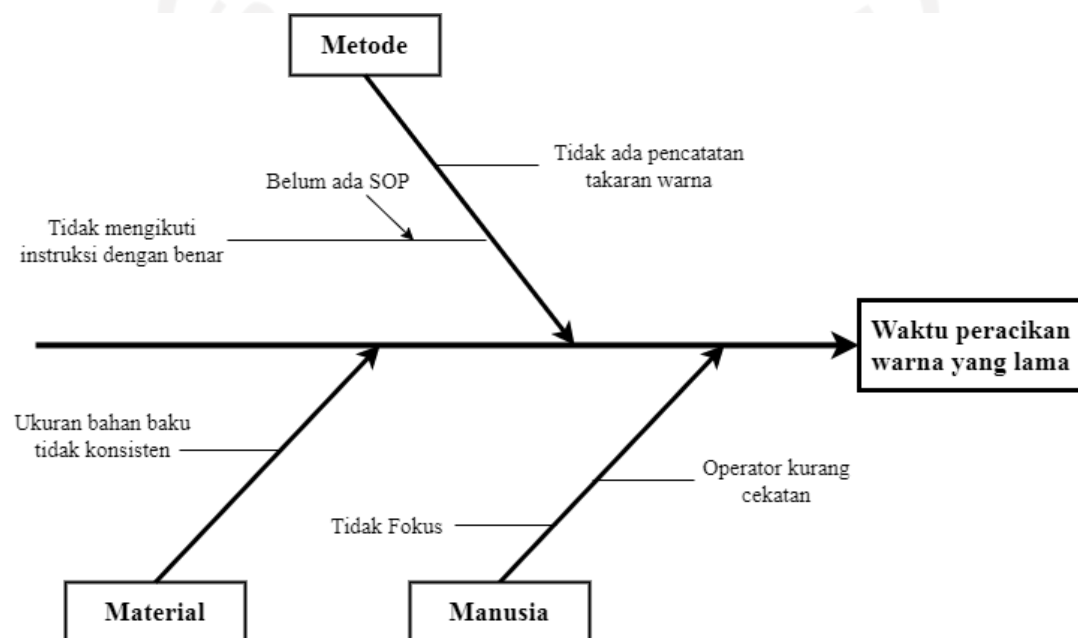 Metode
Tidak ada pencatatan
takaran warna
Belum ada SOP
Tidak mengikuti
instruksi dengan benar
Waktu peracikan
warna yang lama
Ukuran bahan baku
tidak konsisten
Operator kurang
cekatan
Tidak Fokus
Material
Manusia